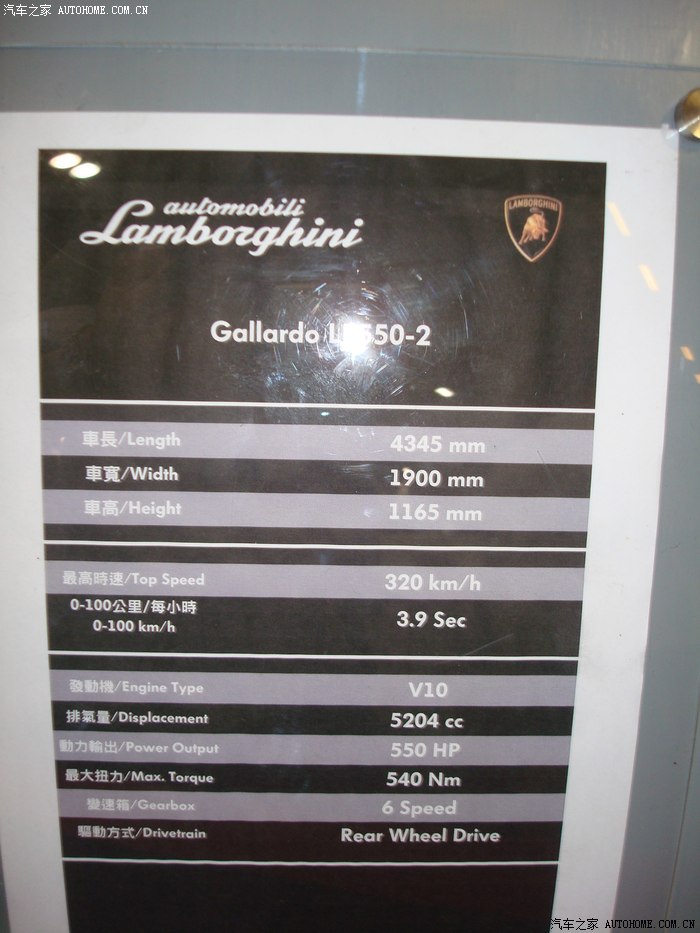 汽车之家 AUTOHOME.COM.CN
automobili
Lamborghini
LAMBORGHINI
Gallardo LP550-2
車長/Length 4345 mm
車寬/Width 1900 mm
車高/Height 1165 mm
最高時速/Top Speed 320 km/h
0-100公里/每小時
0-100 km/h 3.9 Sec
發動機/Engine Type V10
排氣量/Displacement 5204 cc
動力輸出/Power Output 550 HP
最大扭力/Max. Torque 540 Nm
變速箱/Gearbox 6 Speed
驅動方式/Drivetrain Rear Wheel Drive
汽车之家 AUTOHOME.COM.CN